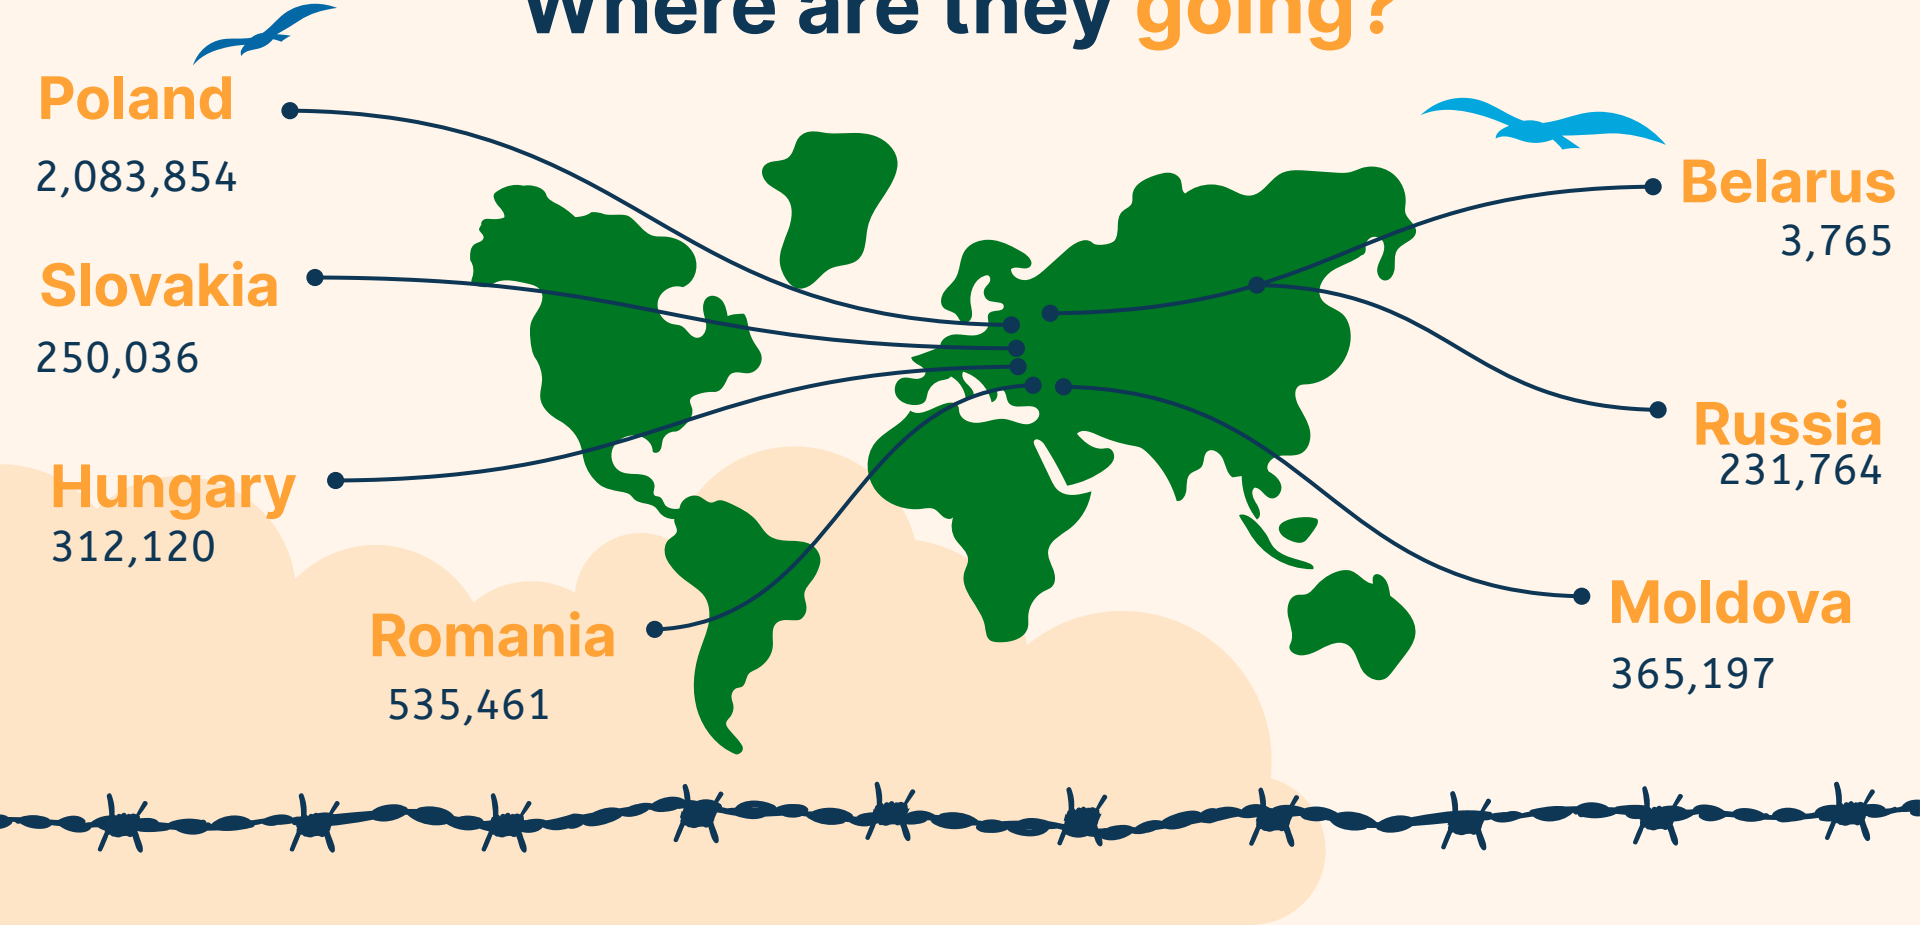 Where are they going?
Poland
2,083,854
Slovakia
250,036
Hungary
312,120
Romania
535,461
Belarus
3,765
Russia
231,764
Moldova
365,197